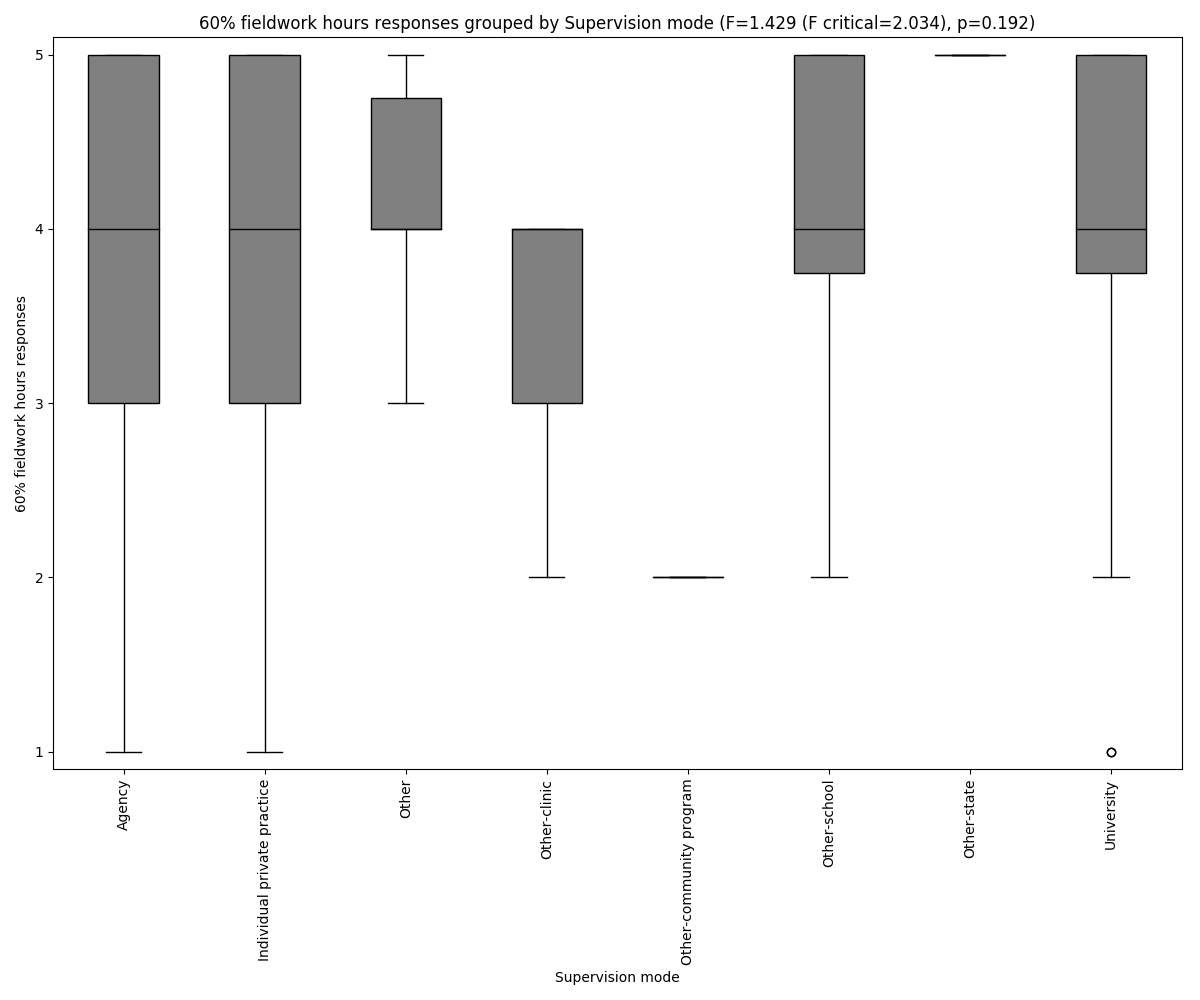 60% fieldwork hours responses grouped by Supervision mode (F=1.429 (F critical=2.034), p=0.192)
60% fieldwork hours responses
5
4
3
2
1
Agency
Individual private practice
Other
Other-clinic
Other-community program
Other-school
Other-state
University
Supervision mode